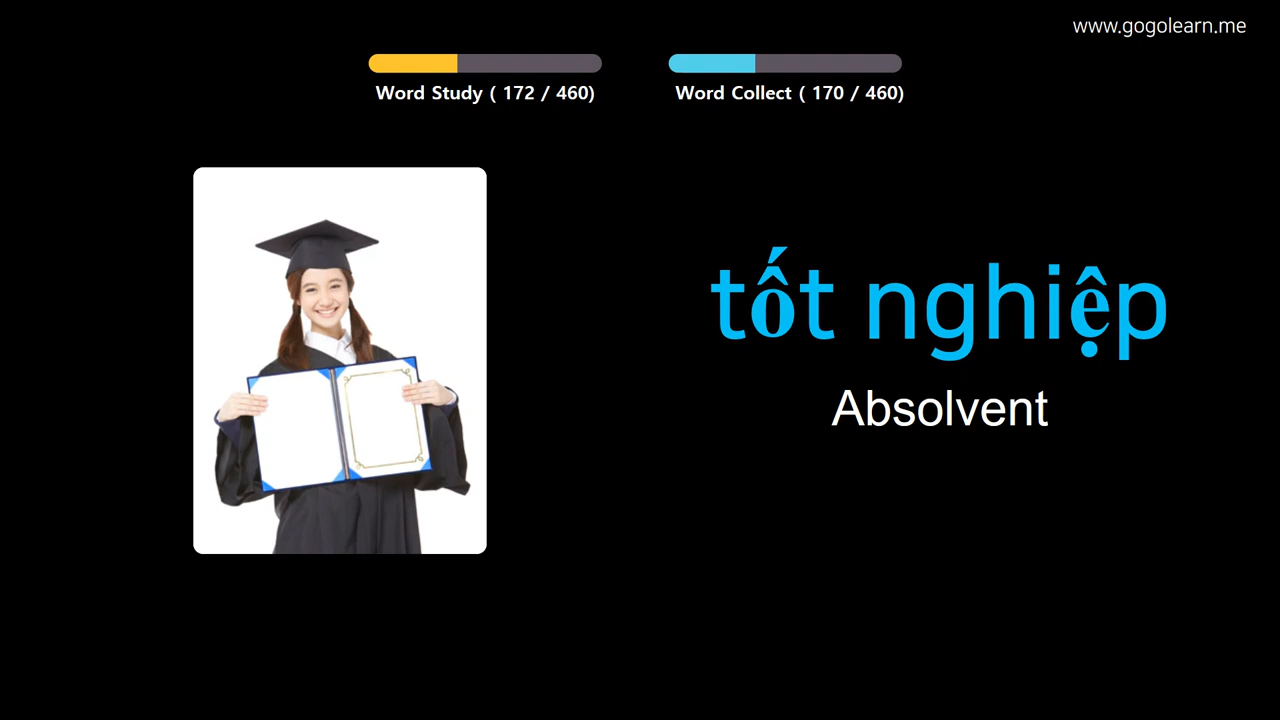 www.gogolearn.me
Word Study ( 172 / 460)
Word Collect ( 170 / 460)
tốt nghiệp
Absolvent